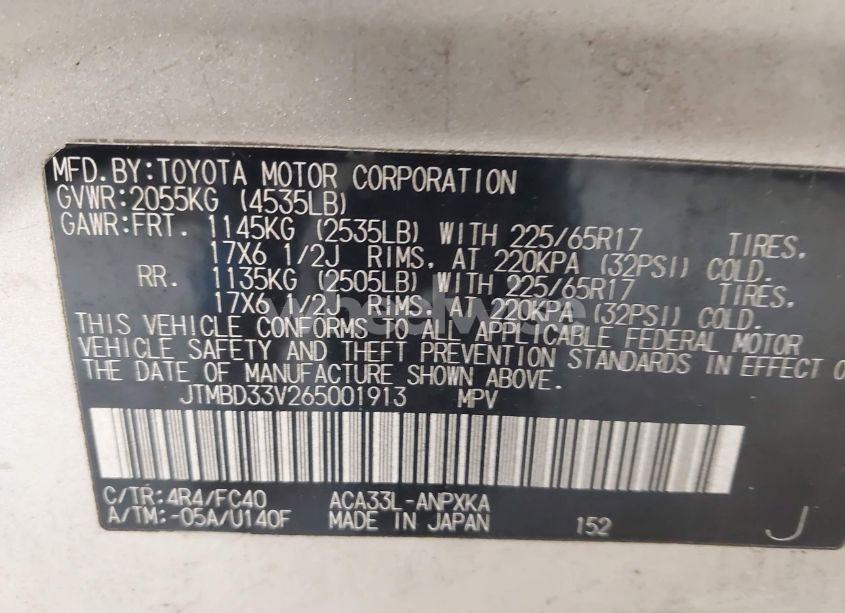 MFD.BY:TOYOTA MOTOR CORPORATION
GVWR:2055KG (4535LB)
GAWR:FRT. 1145KG (2535LB) WITH 225/65R17 TIRES,
17X6 1/2J RIMS, AT 220KPA (32PSI) COLD.
RR. 1135KG (2505LB) WITH 225/65R17 TIRES,
17X6 1/2J RIMS, AT 220KPA (32PSI) COLD.
wheelwise
THIS VEHICLE CONFORMS TO ALL APPLICABLE FEDERAL MOTOR
VEHICLE SAFETY AND THEFT PREVENTION STANDARDS IN EFFECT O
THE DATE OF MANUFACTURE SHOWN ABOVE.
JTMBD33V265001913 MPV
C/TR:4R4/FC40 ACA33L-ANPXKA
A/TM:-05A/U140F MADE IN JAPAN 152 J